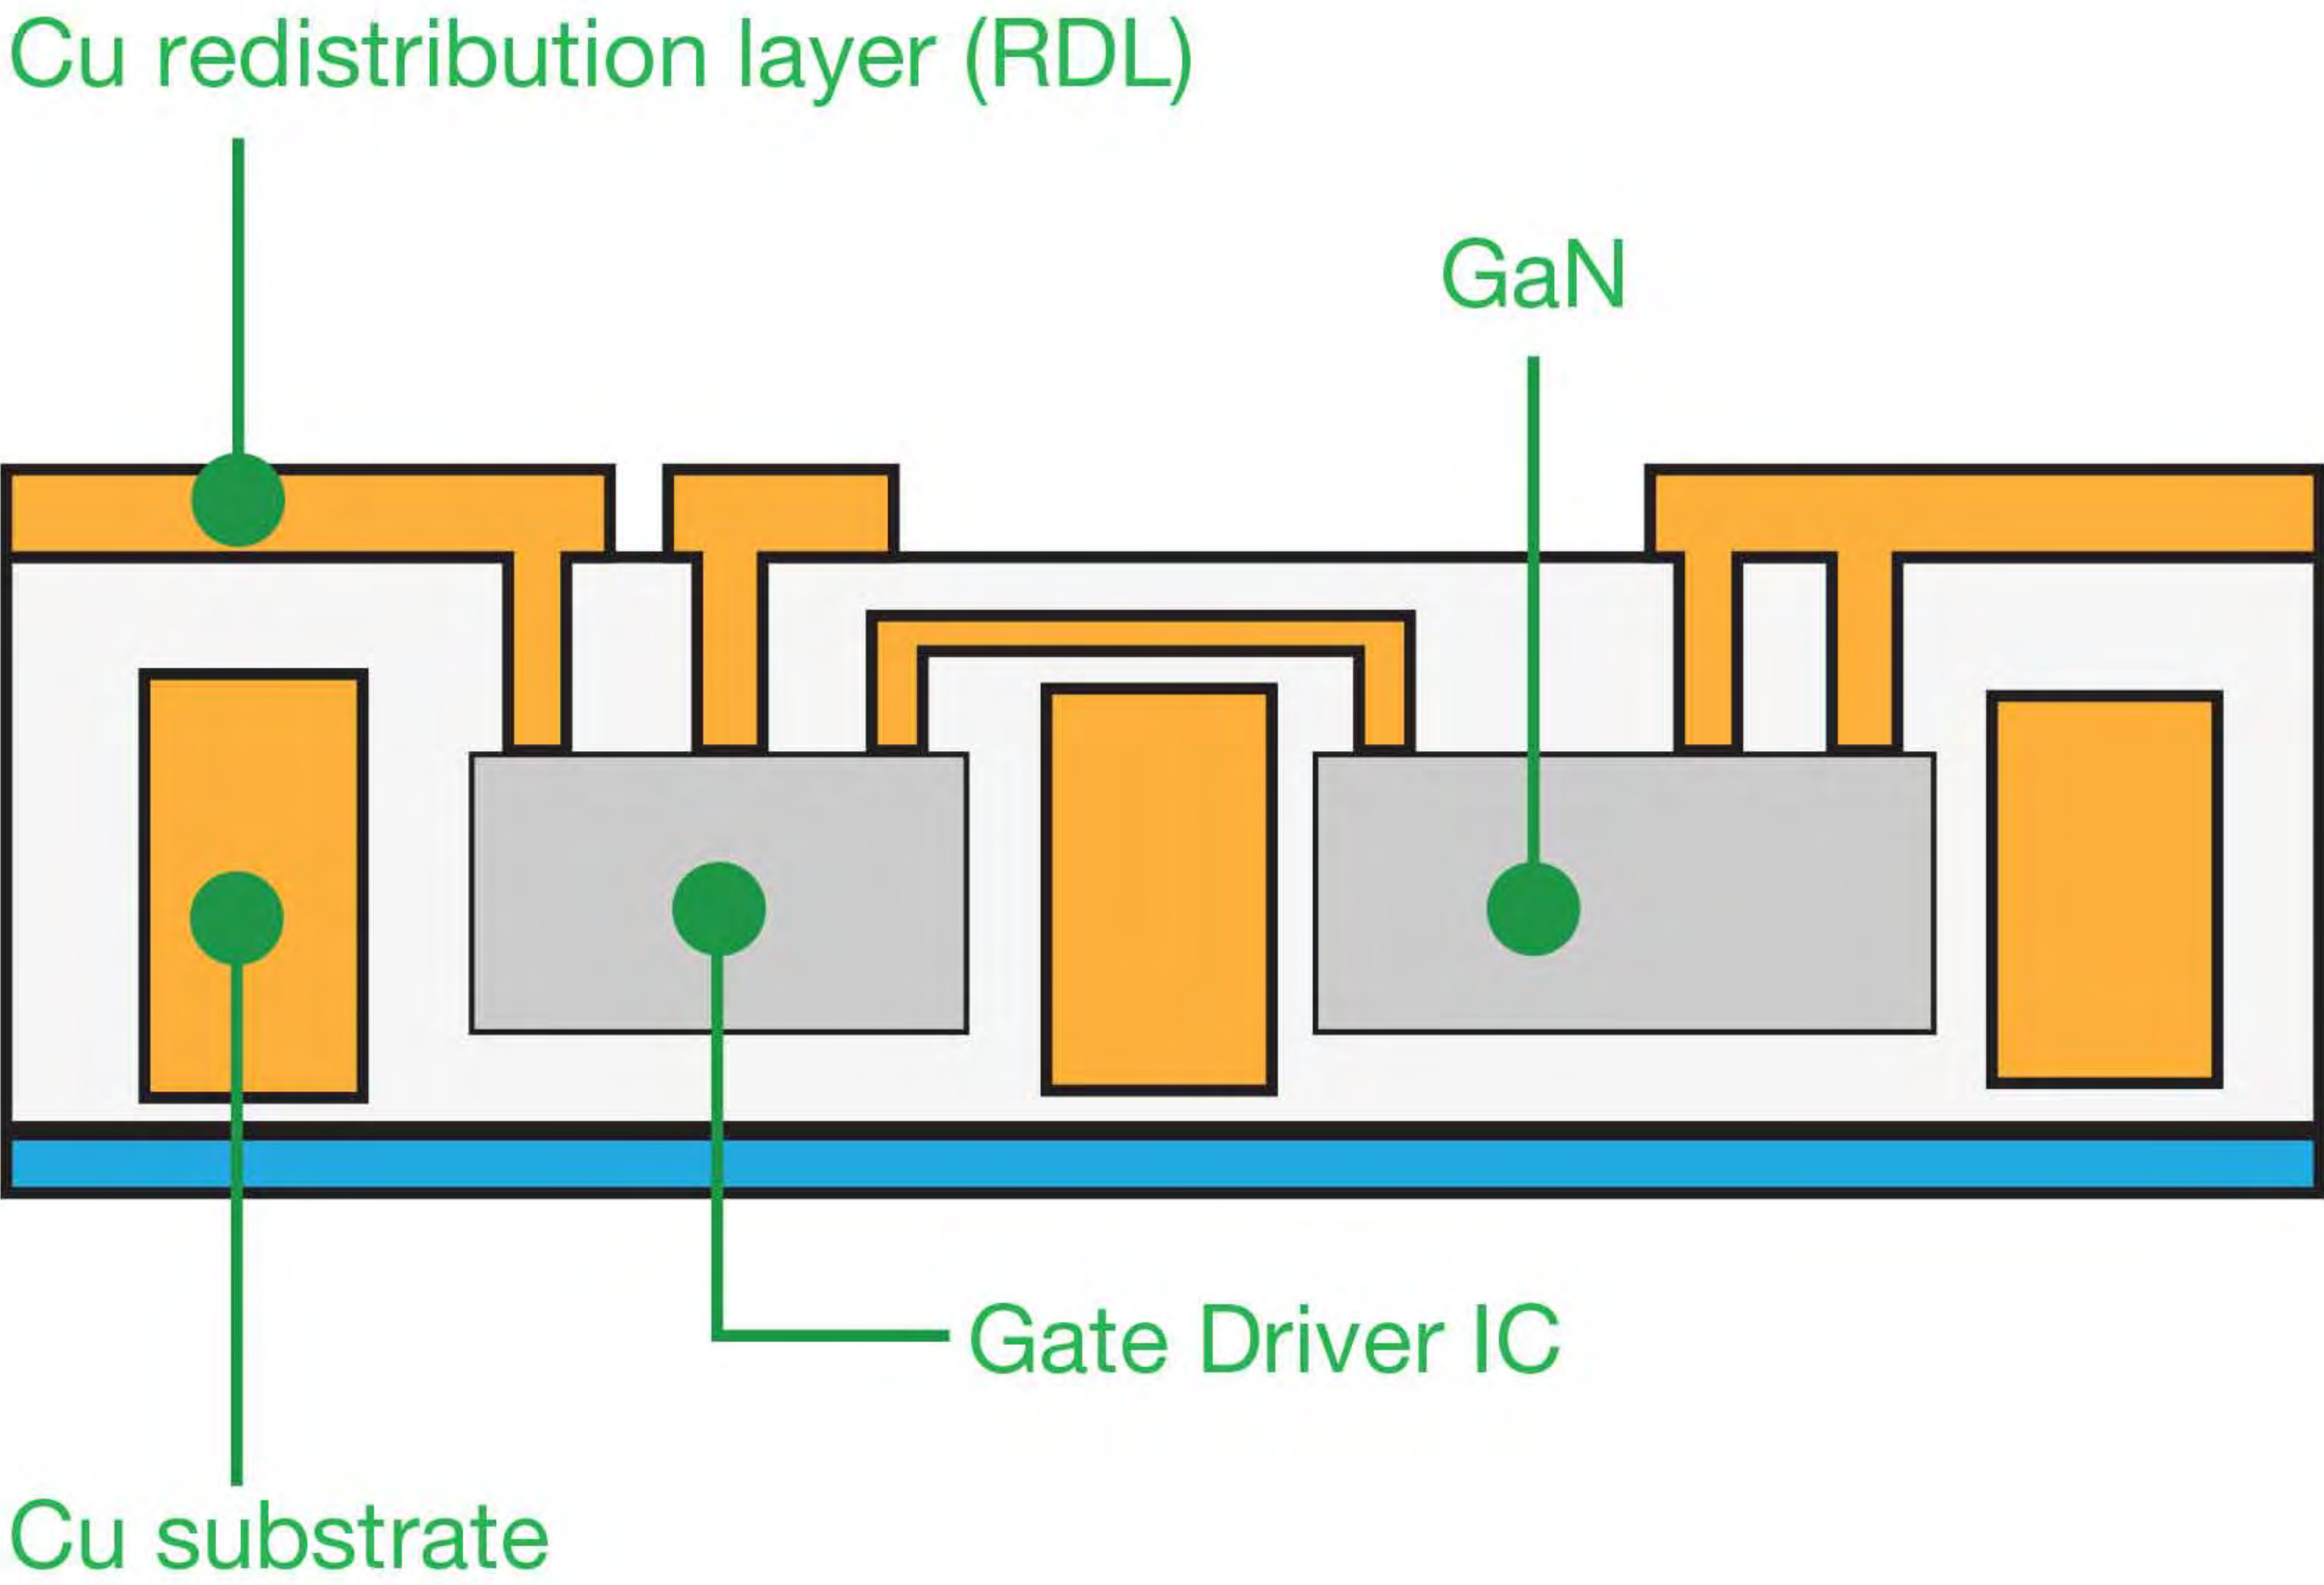 Cu redistribution layer (RDL)
GaN
Gate Driver IC
Cu substrate